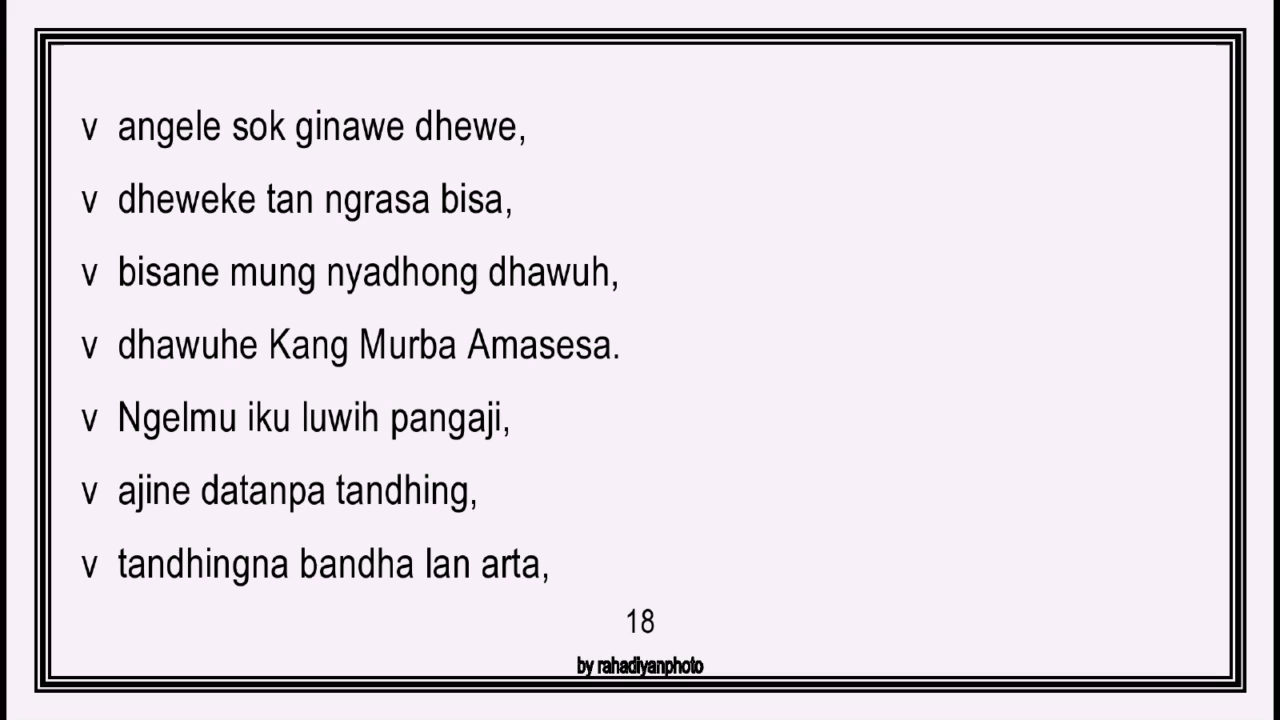 v angele sok ginawe dhewe,
v dheweke tan ngrasa bisa,
v bisane mung nyadhong dhawuh,
v dhawuhe Kang Murba Amasesa.
v Ngelmu iku luwih pangaji,
v ajine datanpa tandhing,
v tandhingna bandha lan arta,
18
by rahadiyanphoto